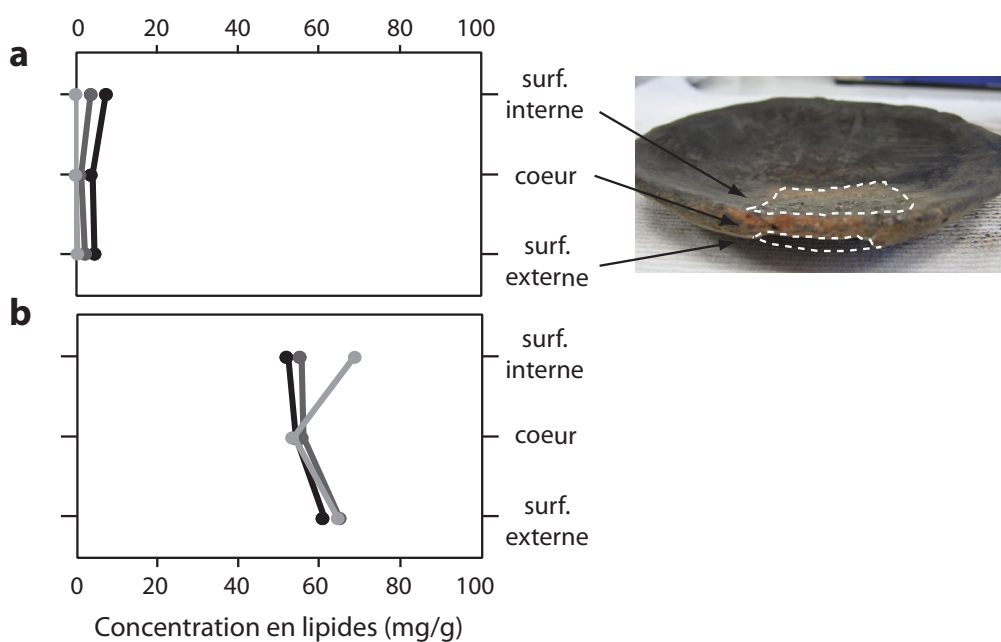 0 20 40 60 80 100
a
surf.
interne
coeur
surf.
externe
b
surf.
interne
coeur
surf.
externe
0 20 40 60 80 100
Concentration en lipides (mg/g)